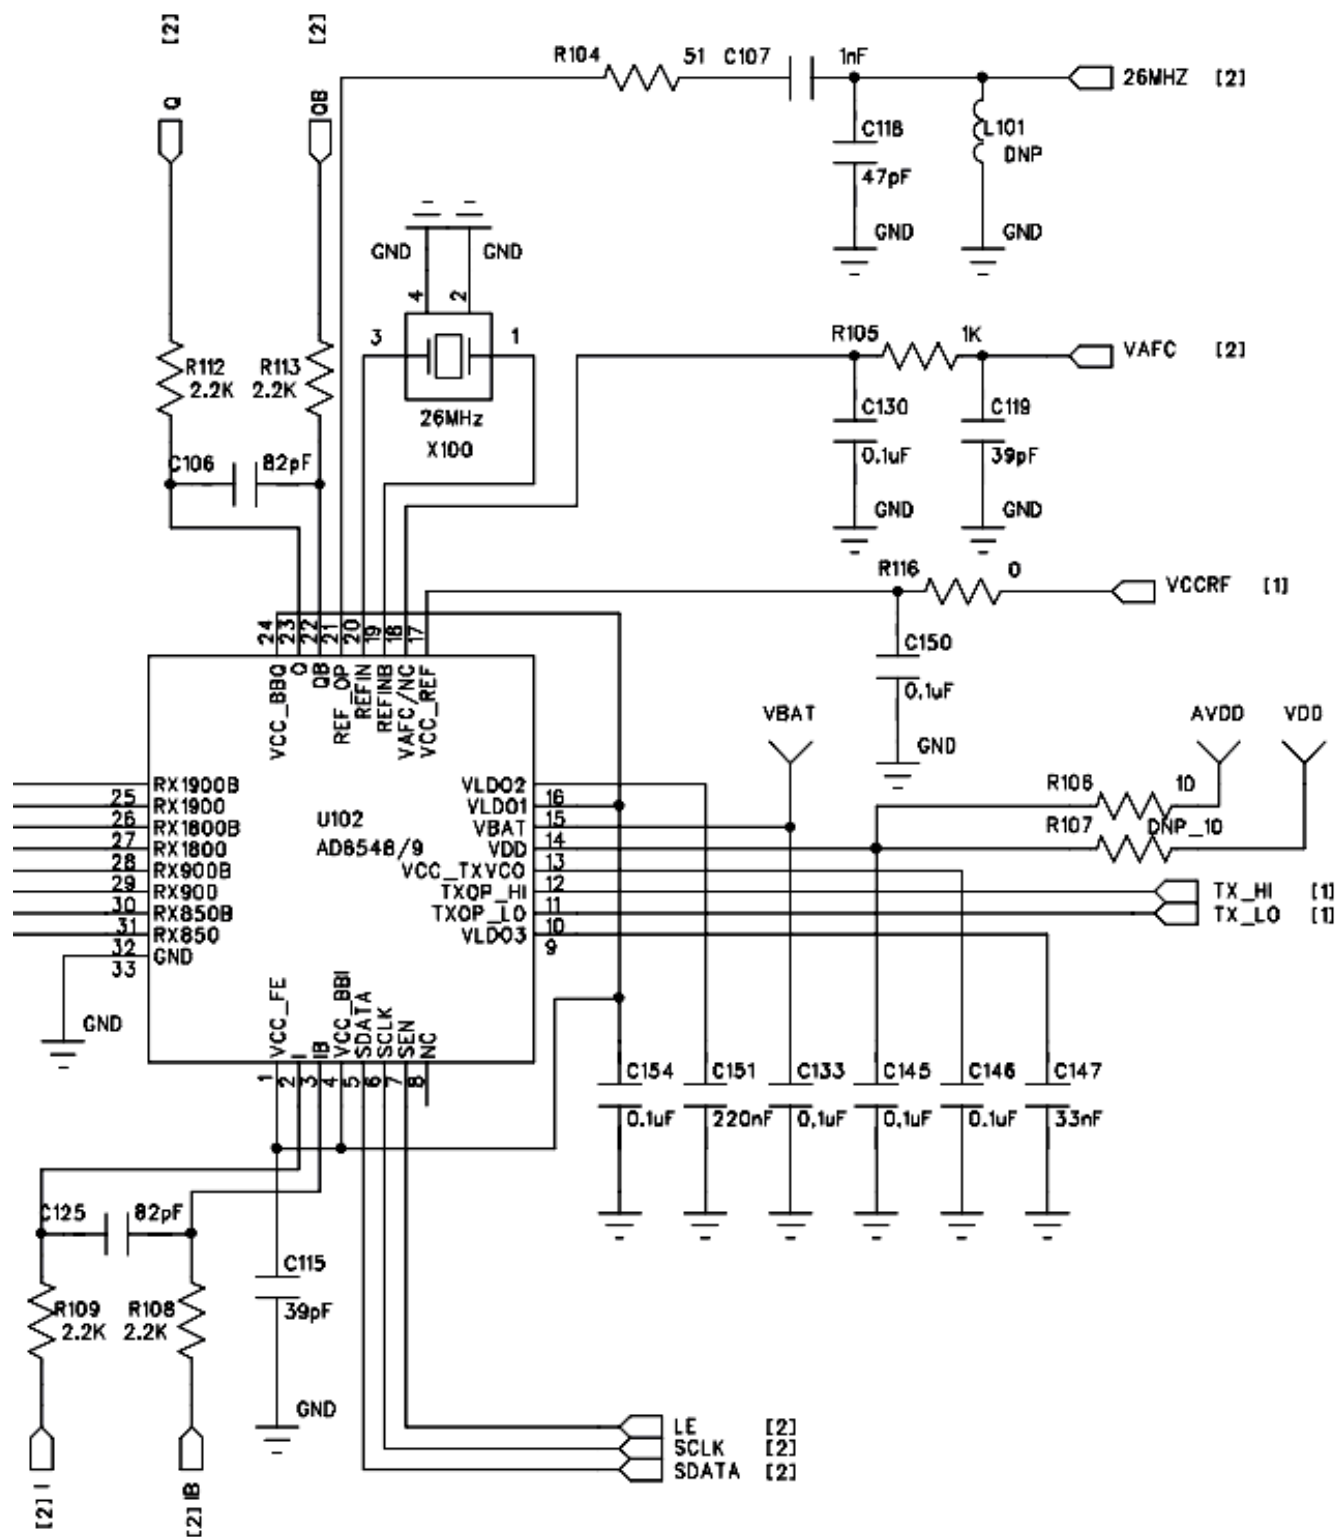 [2]
[2]
Q
QB
R104 51 C107 1nF
26MHZ [2]
C118
47pF
GND
L101
DNP
GND
GND GND
4 2
3 1
26MHz
X100
R112
2.2K
R113
2.2K
C106 82pF
R105 1K
VAFC [2]
C130
0.1uF
GND
C119
39pF
GND
R116 0
VCCRF [1]
C150
0.1uF
GND
24
23
22
21
20
19
18
17
VCC_BBQ
Q
QB
REF_OP
REFIN
REFINB
VAFC/NC
VCC_REF
VBAT
AVDD
VDD
RX1900B
25 RX1900
26 RX1800B
27 RX1800
28 RX900B
29 RX900
30 RX850B
31 RX850
32 GND
33
GND
U102
AD6548/9
VLDO2
VLDO1 16
VBAT 15
VDD 14
VCC_TXVCO 13
TXOP_HI 12
TXOP_LO 11
VLDO3 10
9
R106 10
R107 DNP_10
TX_HI [1]
TX_LO [1]
VCC_FE
I
IB
VCC_BBI
SDATA
SCLK
SEN
NC
1
2
3
4
5
6
7
8
C154
0.1uF
C151
220nF
C133
0.1uF
C145
0.1uF
C146
0.1uF
C147
33nF
C125 82pF
C115
39pF
GND
R109
2.2K
R108
2.2K
LE [2]
SCLK [2]
SDATA [2]
[2] I
[2] IB